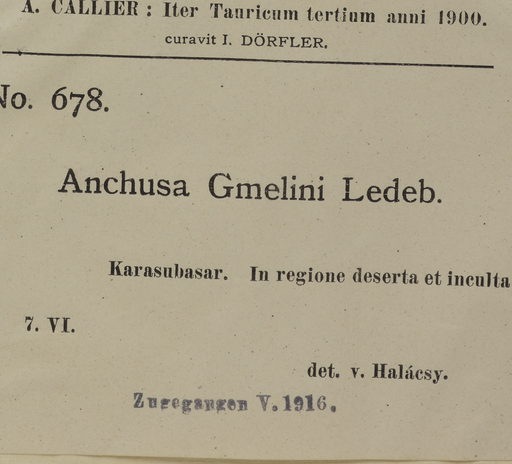 A. CALLIER : Iter Tauricum tertium anni 1900.
curavit I. DÖRFLER.
No. 678.
Anchusa Gmelini Ledeb.
Karasubasar. In regione deserta et inculta
7. VI.
det. v. Halácsy.
Zugegangen V. 1916.